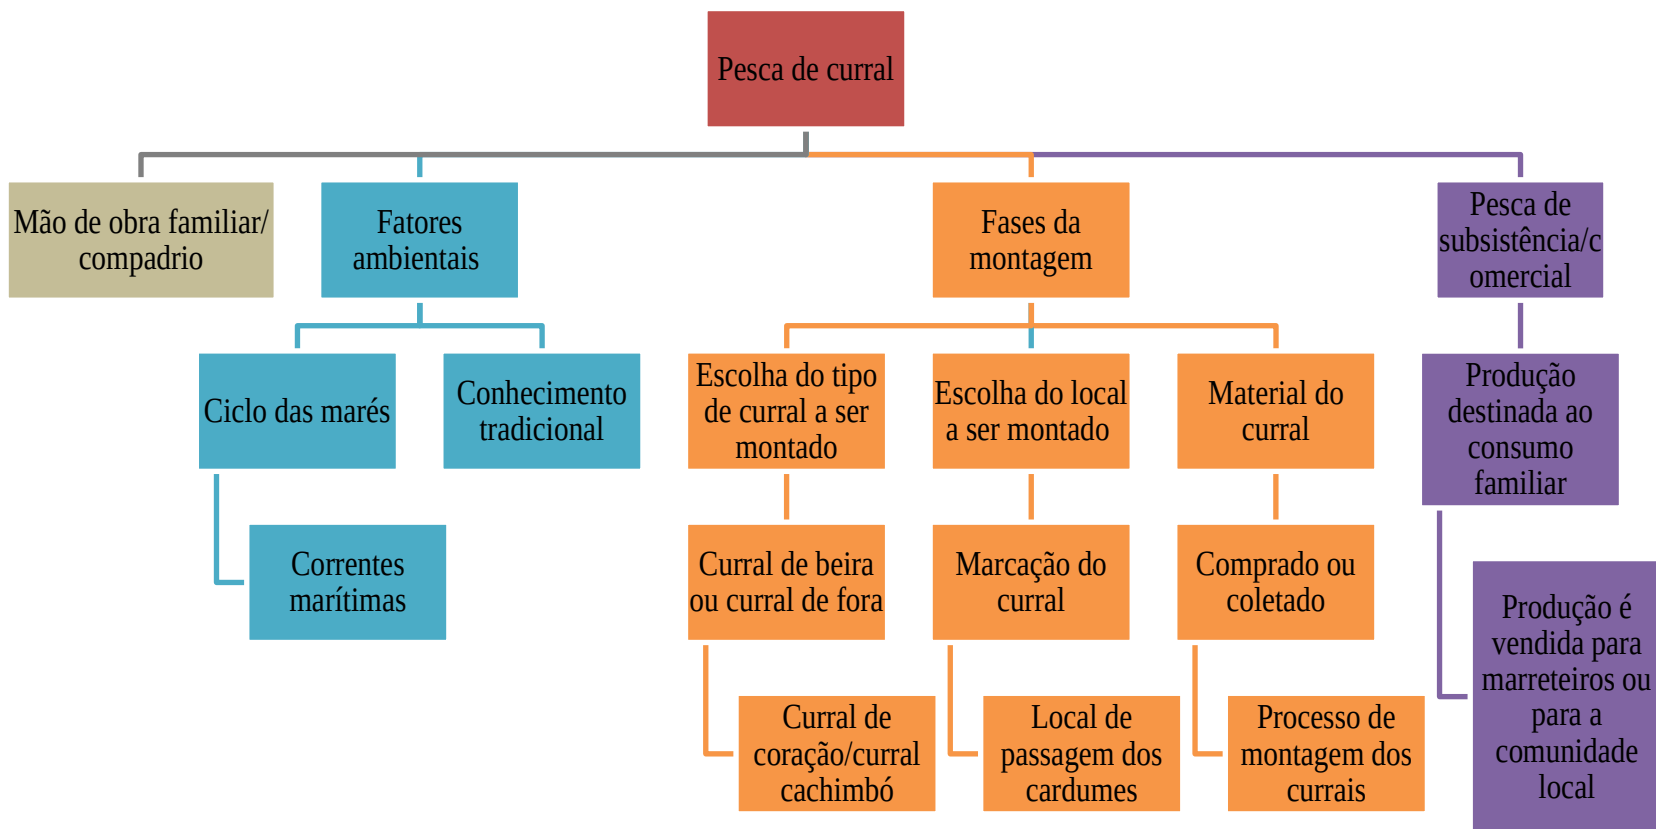 Pesca de curral
Mão de obra familiar/
compadrio
Fatores
ambientais
Fases da
montagem
Pesca de
subsistência/c
omercial
Ciclo das marés
Conhecimento
tradicional
Escolha do tipo
de curral a ser
montado
Escolha do local
a ser montado
Material do
curral
Produção
destinada ao
consumo
familiar
Correntes
marítimas
Curral de beira
ou curral de fora
Marcação do
curral
Comprado ou
coletado
Produção é
vendida para
marreteiros ou
para a
comunidade
local
Curral de
coração/curral
cachimbó
Local de
passagem dos
cardumes
Processo de
montagem dos
currais